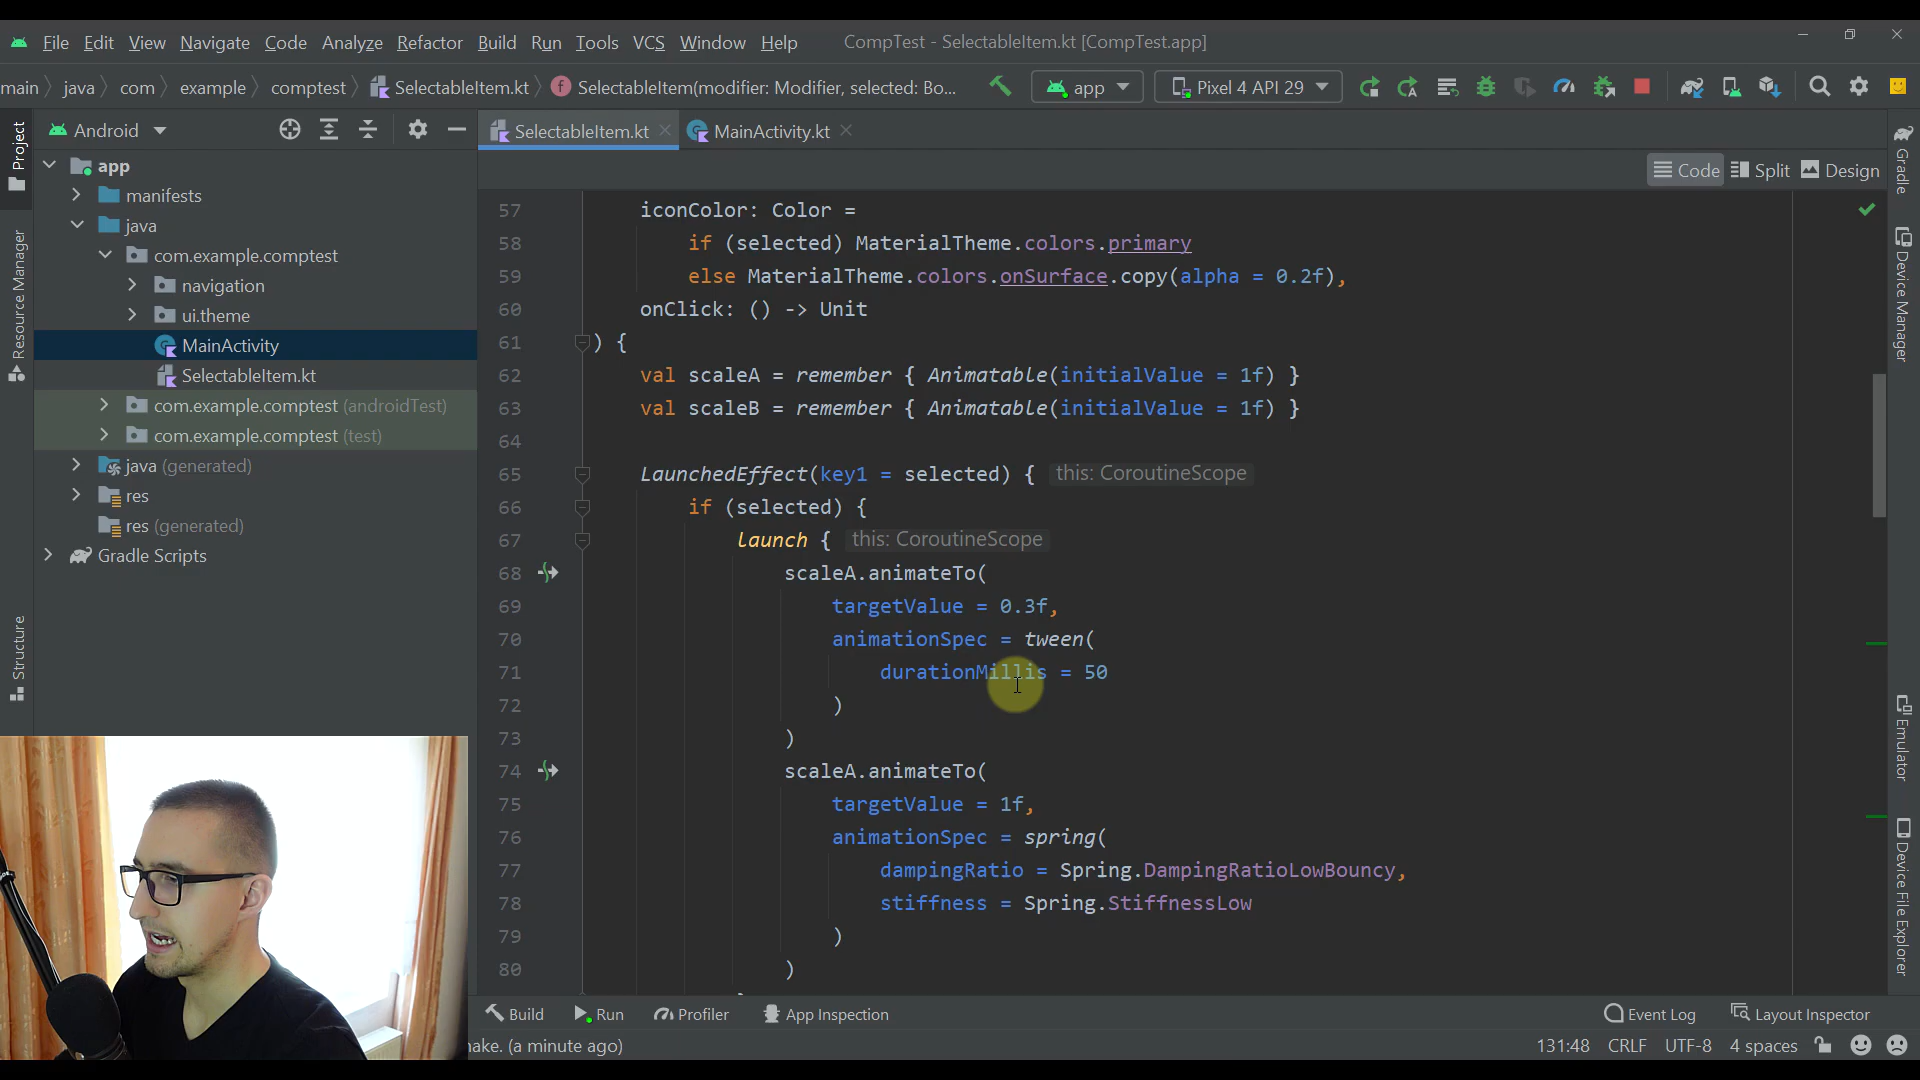 File Edit View Navigate Code Analyze Refactor Build Run Tools VCS Window Help CompTest - SelectableItem.kt [CompTest.app]
main java com example comptest SelectableItem.kt SelectableItem(modifier: Modifier, selected: Bo... app Pixel 4 API 29
Android
SelectableItem.kt MainActivity.kt
Code Split Design
Project
Resource Manager
Structure
app
manifests
java
com.example.comptest
navigation
ui.theme
MainActivity
SelectableItem.kt
com.example.comptest (androidTest)
com.example.comptest (test)
java (generated)
res
res (generated)
Gradle Scripts
57 iconColor: Color =
58 if (selected) MaterialTheme.colors.primary
59 else MaterialTheme.colors.onSurface.copy(alpha = 0.2f),
60 onClick: () -> Unit
61 ) {
62 val scaleA = remember { Animatable(initialValue = 1f) }
63 val scaleB = remember { Animatable(initialValue = 1f) }
64
65 LaunchedEffect(key1 = selected) { this: CoroutineScope
66 if (selected) {
67 launch { this: CoroutineScope
68 scaleA.animateTo(
69 targetValue = 0.3f,
70 animationSpec = tween(
71 durationMillis = 50
72 )
73 )
74 scaleA.animateTo(
75 targetValue = 1f,
76 animationSpec = spring(
77 dampingRatio = Spring.DampingRatioLowBouncy,
78 stiffness = Spring.StiffnessLow
79 )
80 )
Gradle
Device Manager
Emulator
Device File Explorer
Build Run Profiler App Inspection Event Log Layout Inspector
make. (a minute ago) 131:48 CRLF UTF-8 4 spaces